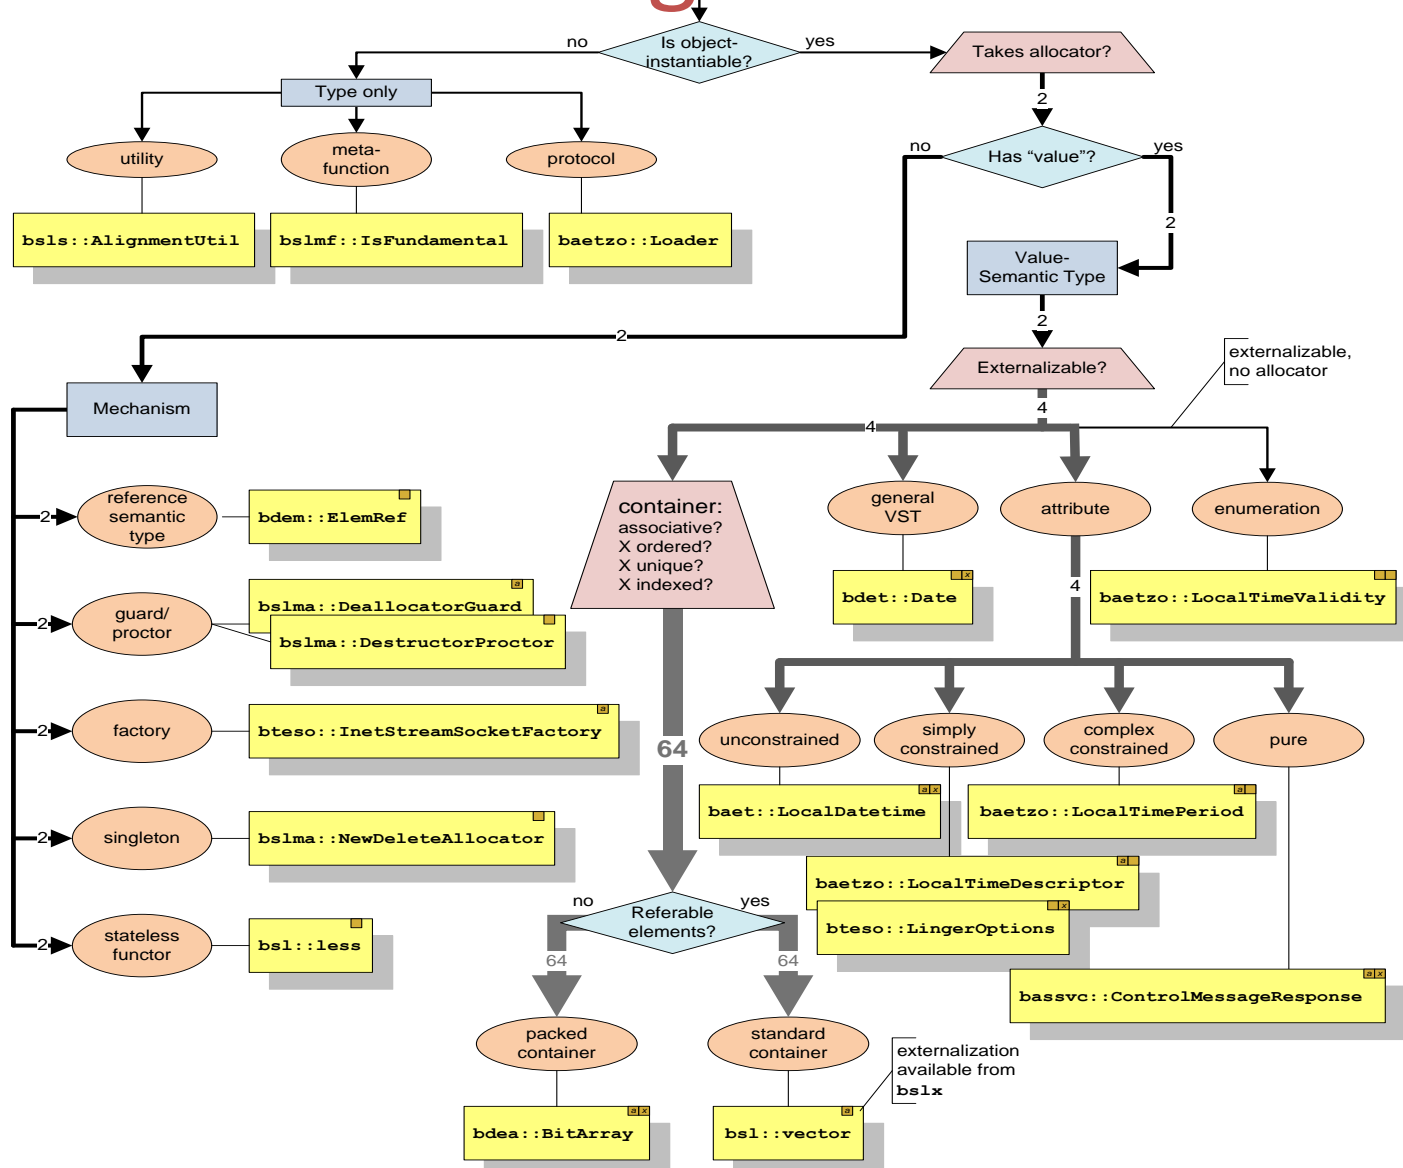 g
Is object-
instantiable?
no
yes
Takes allocator?
2
Type only
utility
meta-
function
protocol
bsls::AlignmentUtil
bslmf::IsFundamental
baetzo::Loader
Has “value”?
no
yes
2
Value-
Semantic Type
2
2
Externalizable?
externalizable,
no allocator
4
4
Mechanism
2
reference
semantic
type
bdem::ElemRef
2
guard/
proctor
a
bslma::DeallocatorGuard
bslma::DestructorProctor
2
factory
a
bteso::InetStreamSocketFactory
2
singleton
bslma::NewDeleteAllocator
2
stateless
functor
bsl::less
container:
associative?
X ordered?
X unique?
X indexed?
general
VST
x
bdet::Date
attribute
4
enumeration
baetzo::LocalTimeValidity
unconstrained
simply
constrained
complex
constrained
pure
a x
baet::LocalDatetime
a
baetzo::LocalTimePeriod
a
baetzo::LocalTimeDescriptor
x
bteso::LingerOptions
a x
bassvc::ControlMessageResponse
64
Referable
elements?
no
yes
64
64
packed
container
standard
container
a x
bdea::BitArray
a
bsl::vector
externalization
available from
bslx